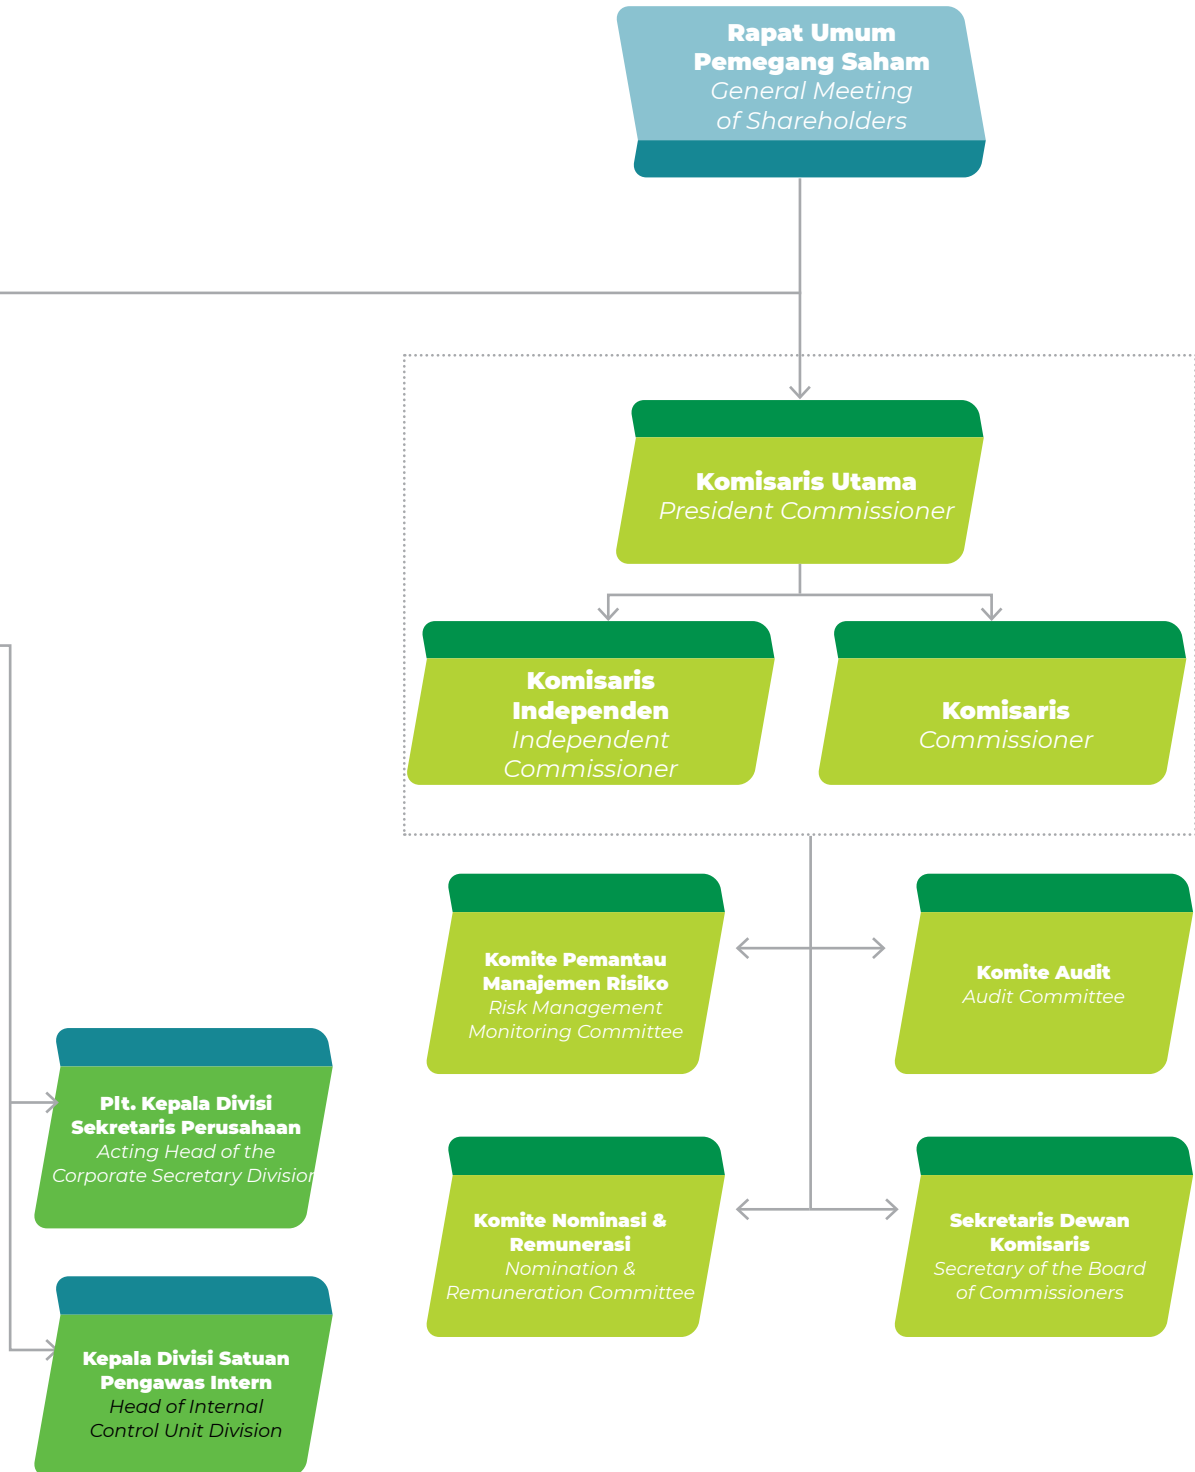 Rapat Umum
Pemegang Saham
General Meeting
of Shareholders
Komisaris Utama
President Commissioner
Komisaris
Independen
Independent
Commissioner
Komisaris
Commissioner
Komite Pemantau
Manajemen Risiko
Risk Management
Monitoring Committee
Komite Audit
Audit Committee
Plt. Kepala Divisi
Sekretaris Perusahaan
Acting Head of the
Corporate Secretary Division
Komite Nominasi &
Remunerasi
Nomination &
Remuneration Committee
Sekretaris Dewan
Komisaris
Secretary of the Board
of Commissioners
Kepala Divisi Satuan
Pengawas Intern
Head of Internal
Control Unit Division